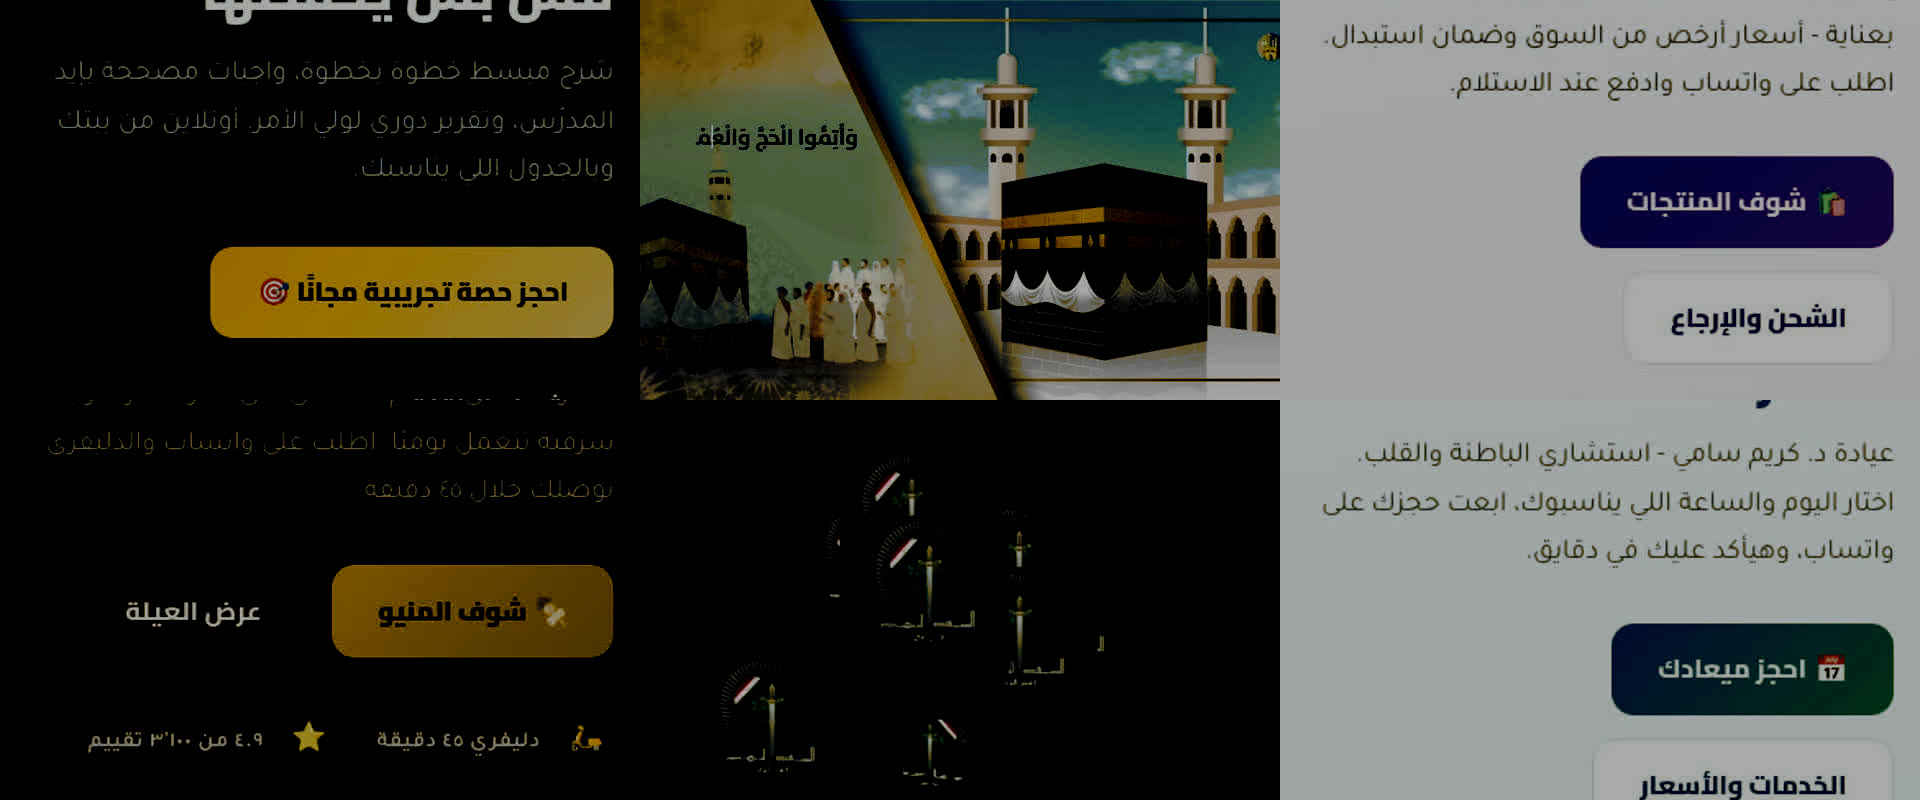 شرح مبسط خطوة بخطوة، واجبات مصححة بإيد
المدرّس، وتقرير دوري لولي الأمر. أونلاين من بيتك
وبالجدول اللي يناسبك.
احجز حصة تجريبية مجانًا 🎯
وَأَتِمُّوا الْحَجَّ وَالْعُمْ
بعناية - أسعار أرخص من السوق وضمان استبدال.
اطلب على واتساب وادفع عند الاستلام.
🛍️ شوف المنتجات
الشحن والإرجاع
اطلب على واتساب والدليفري
يوصلك خلال ٤٥ دقيقة
شوف المنيو
عرض العيلة
دليفري ٤٥ دقيقة
⭐ ٤.٩ من ٣٬١٠٠ تقييم
عيادة د. كريم سامي - استشاري الباطنة والقلب.
اختار اليوم والساعة اللي يناسبوك، ابعت حجزك على
واتساب، وهيأكد عليك في دقايق.
📅 احجز ميعادك
الخدمات والأسعار